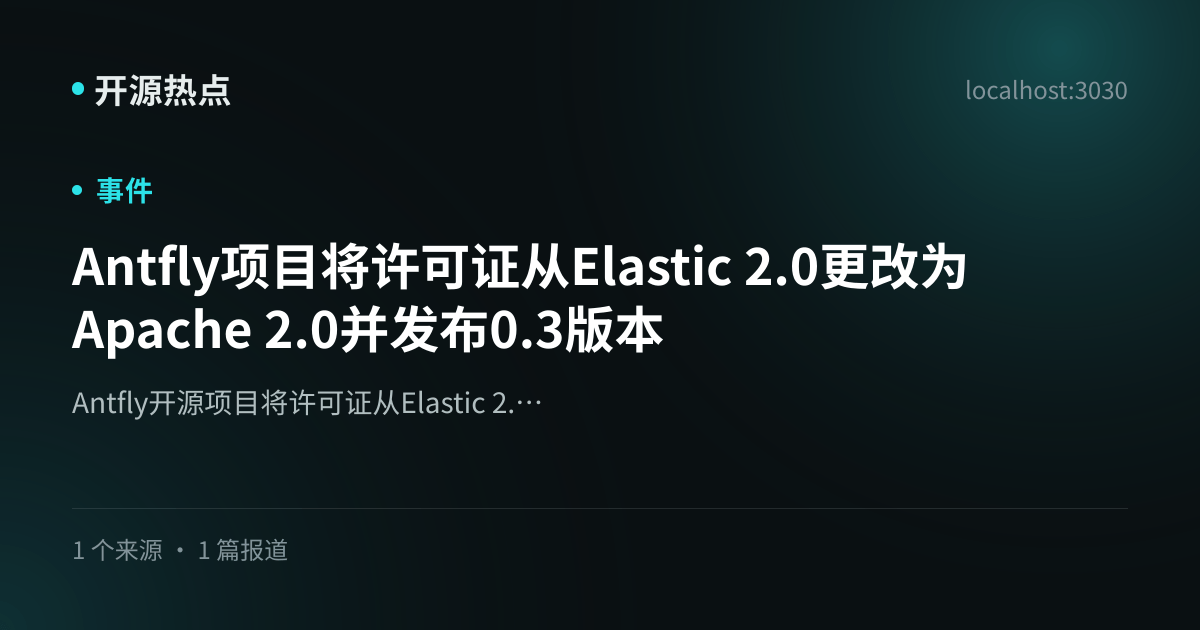 开源热点
localhost:3030
事件
Antfly项目将许可证从Elastic 2.0更改为
Apache 2.0并发布0.3版本
Antfly开源项目将许可证从Elastic 2.…
1 个来源 · 1 篇报道